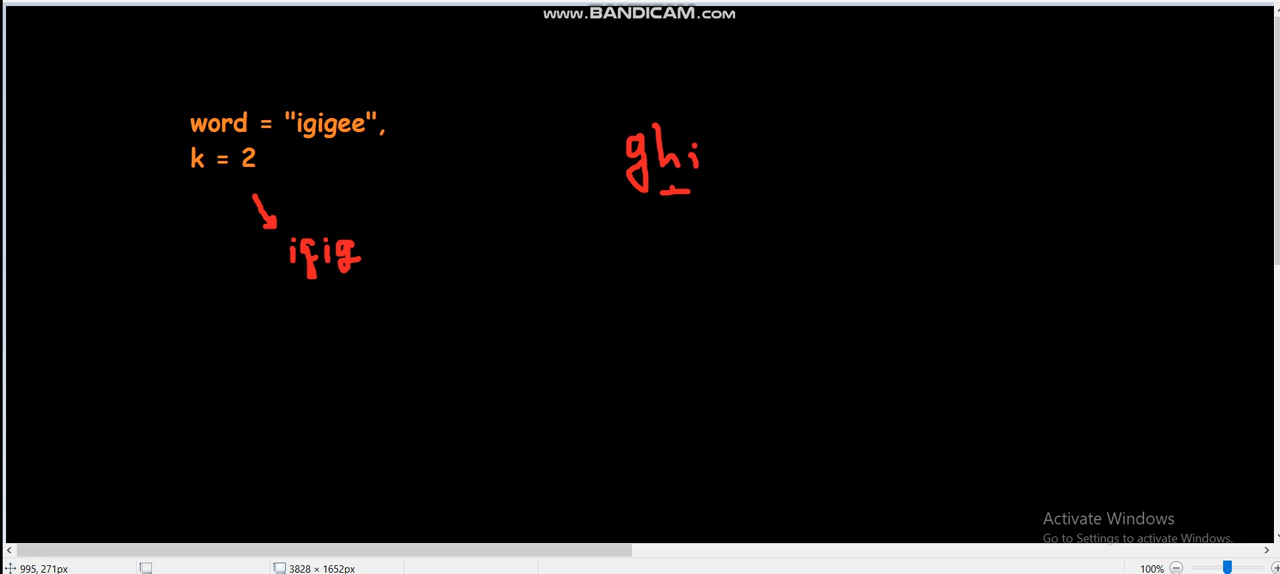 www.BANDICAM.com
word = "igigee",
k = 2
ghi
igig
Activate Windows
Go to Settings to activate Windows.
995, 271px
3828 × 1652px
100%